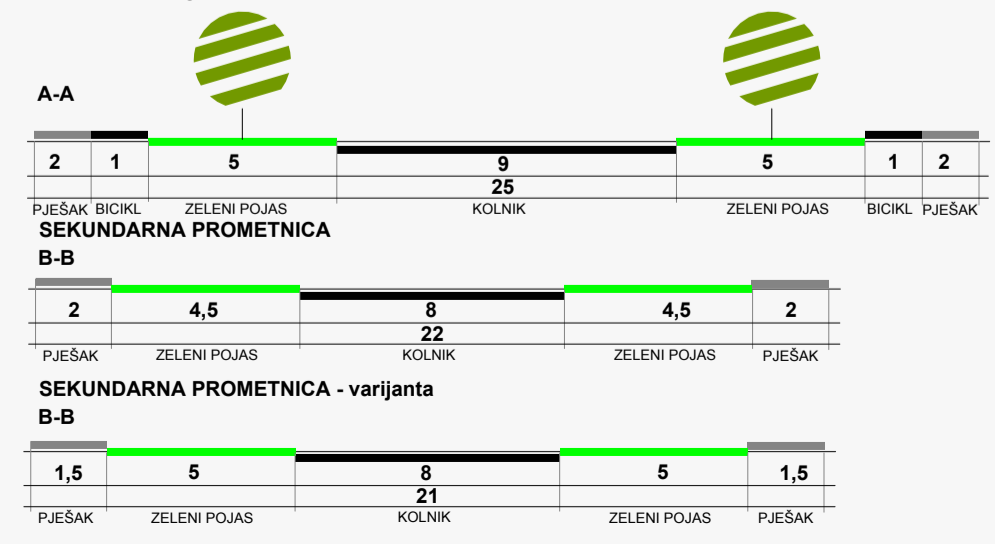 A-A
2 1 5 9 5 1 2
25
PJEŠAK BICIKL ZELENI POJAS KOLNIK ZELENI POJAS BICIKL PJEŠAK
SEKUNDARNA PROMETNICA
B-B
2 4,5 8 4,5 2
22
PJEŠAK ZELENI POJAS KOLNIK ZELENI POJAS PJEŠAK
SEKUNDARNA PROMETNICA - varijanta
B-B
1,5 5 8 5 1,5
21
PJEŠAK ZELENI POJAS KOLNIK ZELENI POJAS PJEŠAK